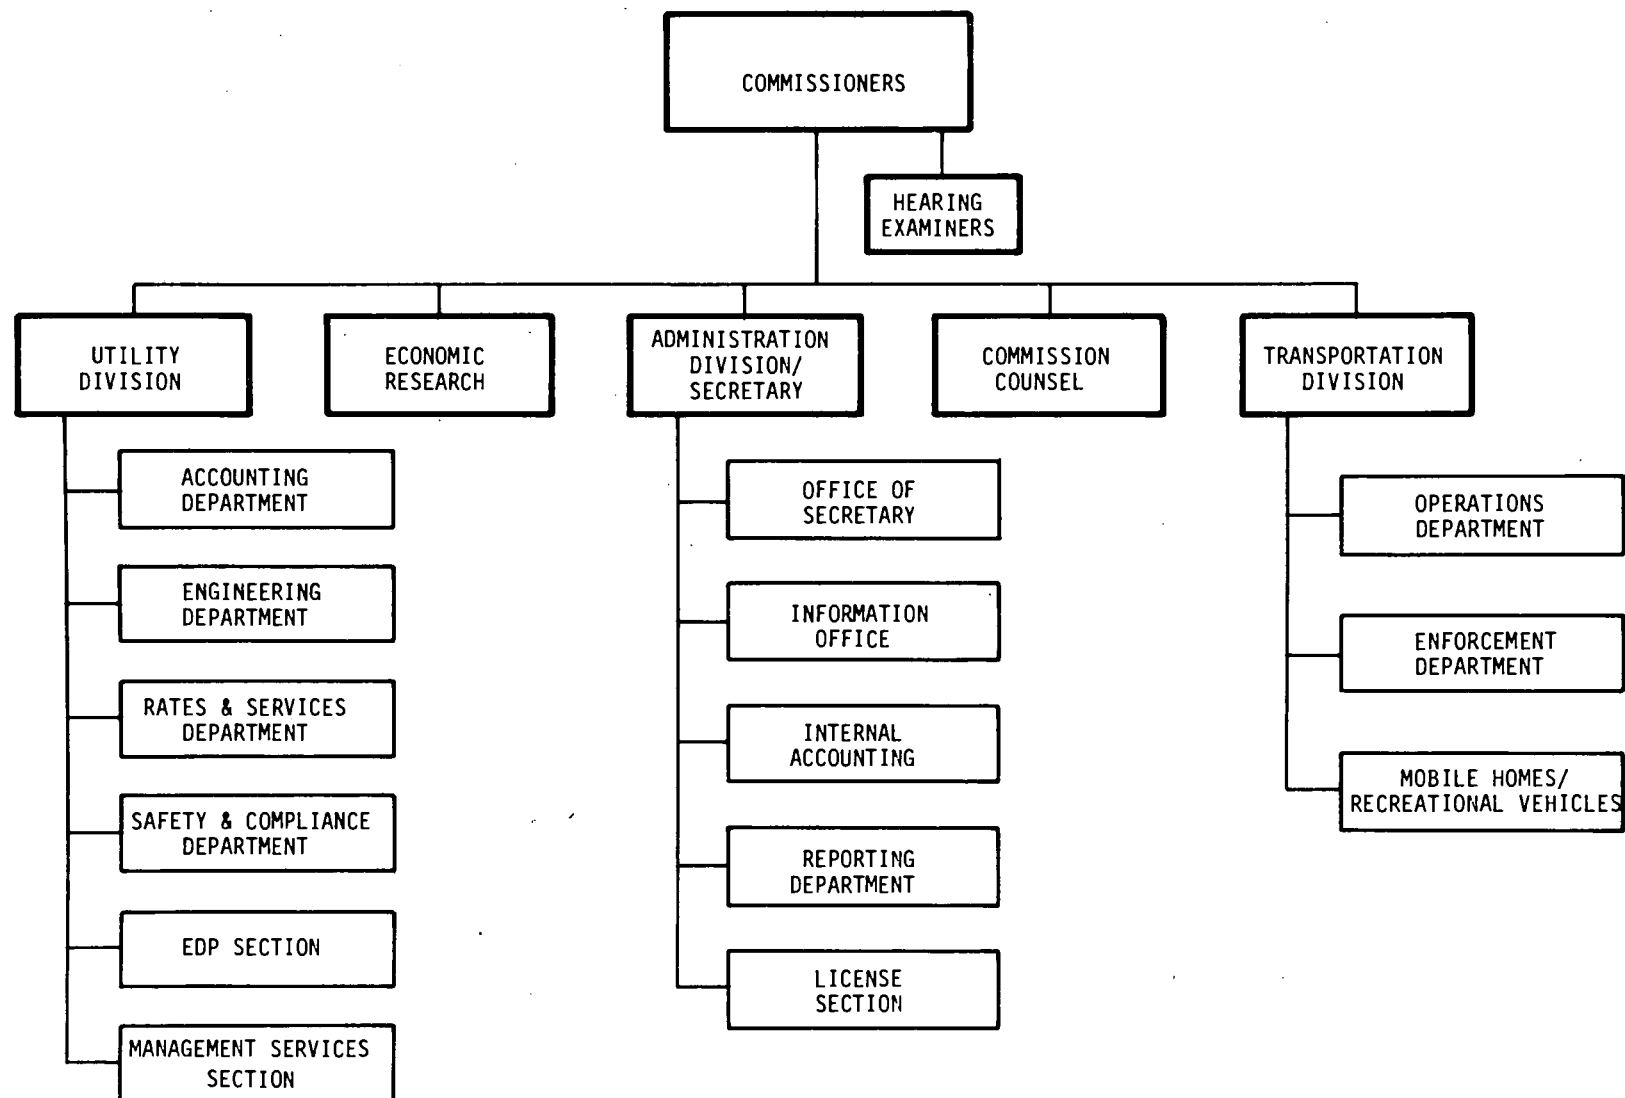 COMMISSIONERS
HEARING
EXAMINERS
UTILITY
DIVISION
ECONOMIC
RESEARCH
ADMINISTRATION
DIVISION/
SECRETARY
COMMISSION
COUNSEL
TRANSPORTATION
DIVISION
ACCOUNTING
DEPARTMENT
ENGINEERING
DEPARTMENT
RATES & SERVICES
DEPARTMENT
SAFETY & COMPLIANCE
DEPARTMENT
EDP SECTION
MANAGEMENT SERVICES
SECTION
OFFICE OF
SECRETARY
INFORMATION
OFFICE
INTERNAL
ACCOUNTING
REPORTING
DEPARTMENT
LICENSE
SECTION
OPERATIONS
DEPARTMENT
ENFORCEMENT
DEPARTMENT
MOBILE HOMES/
RECREATIONAL VEHICLES